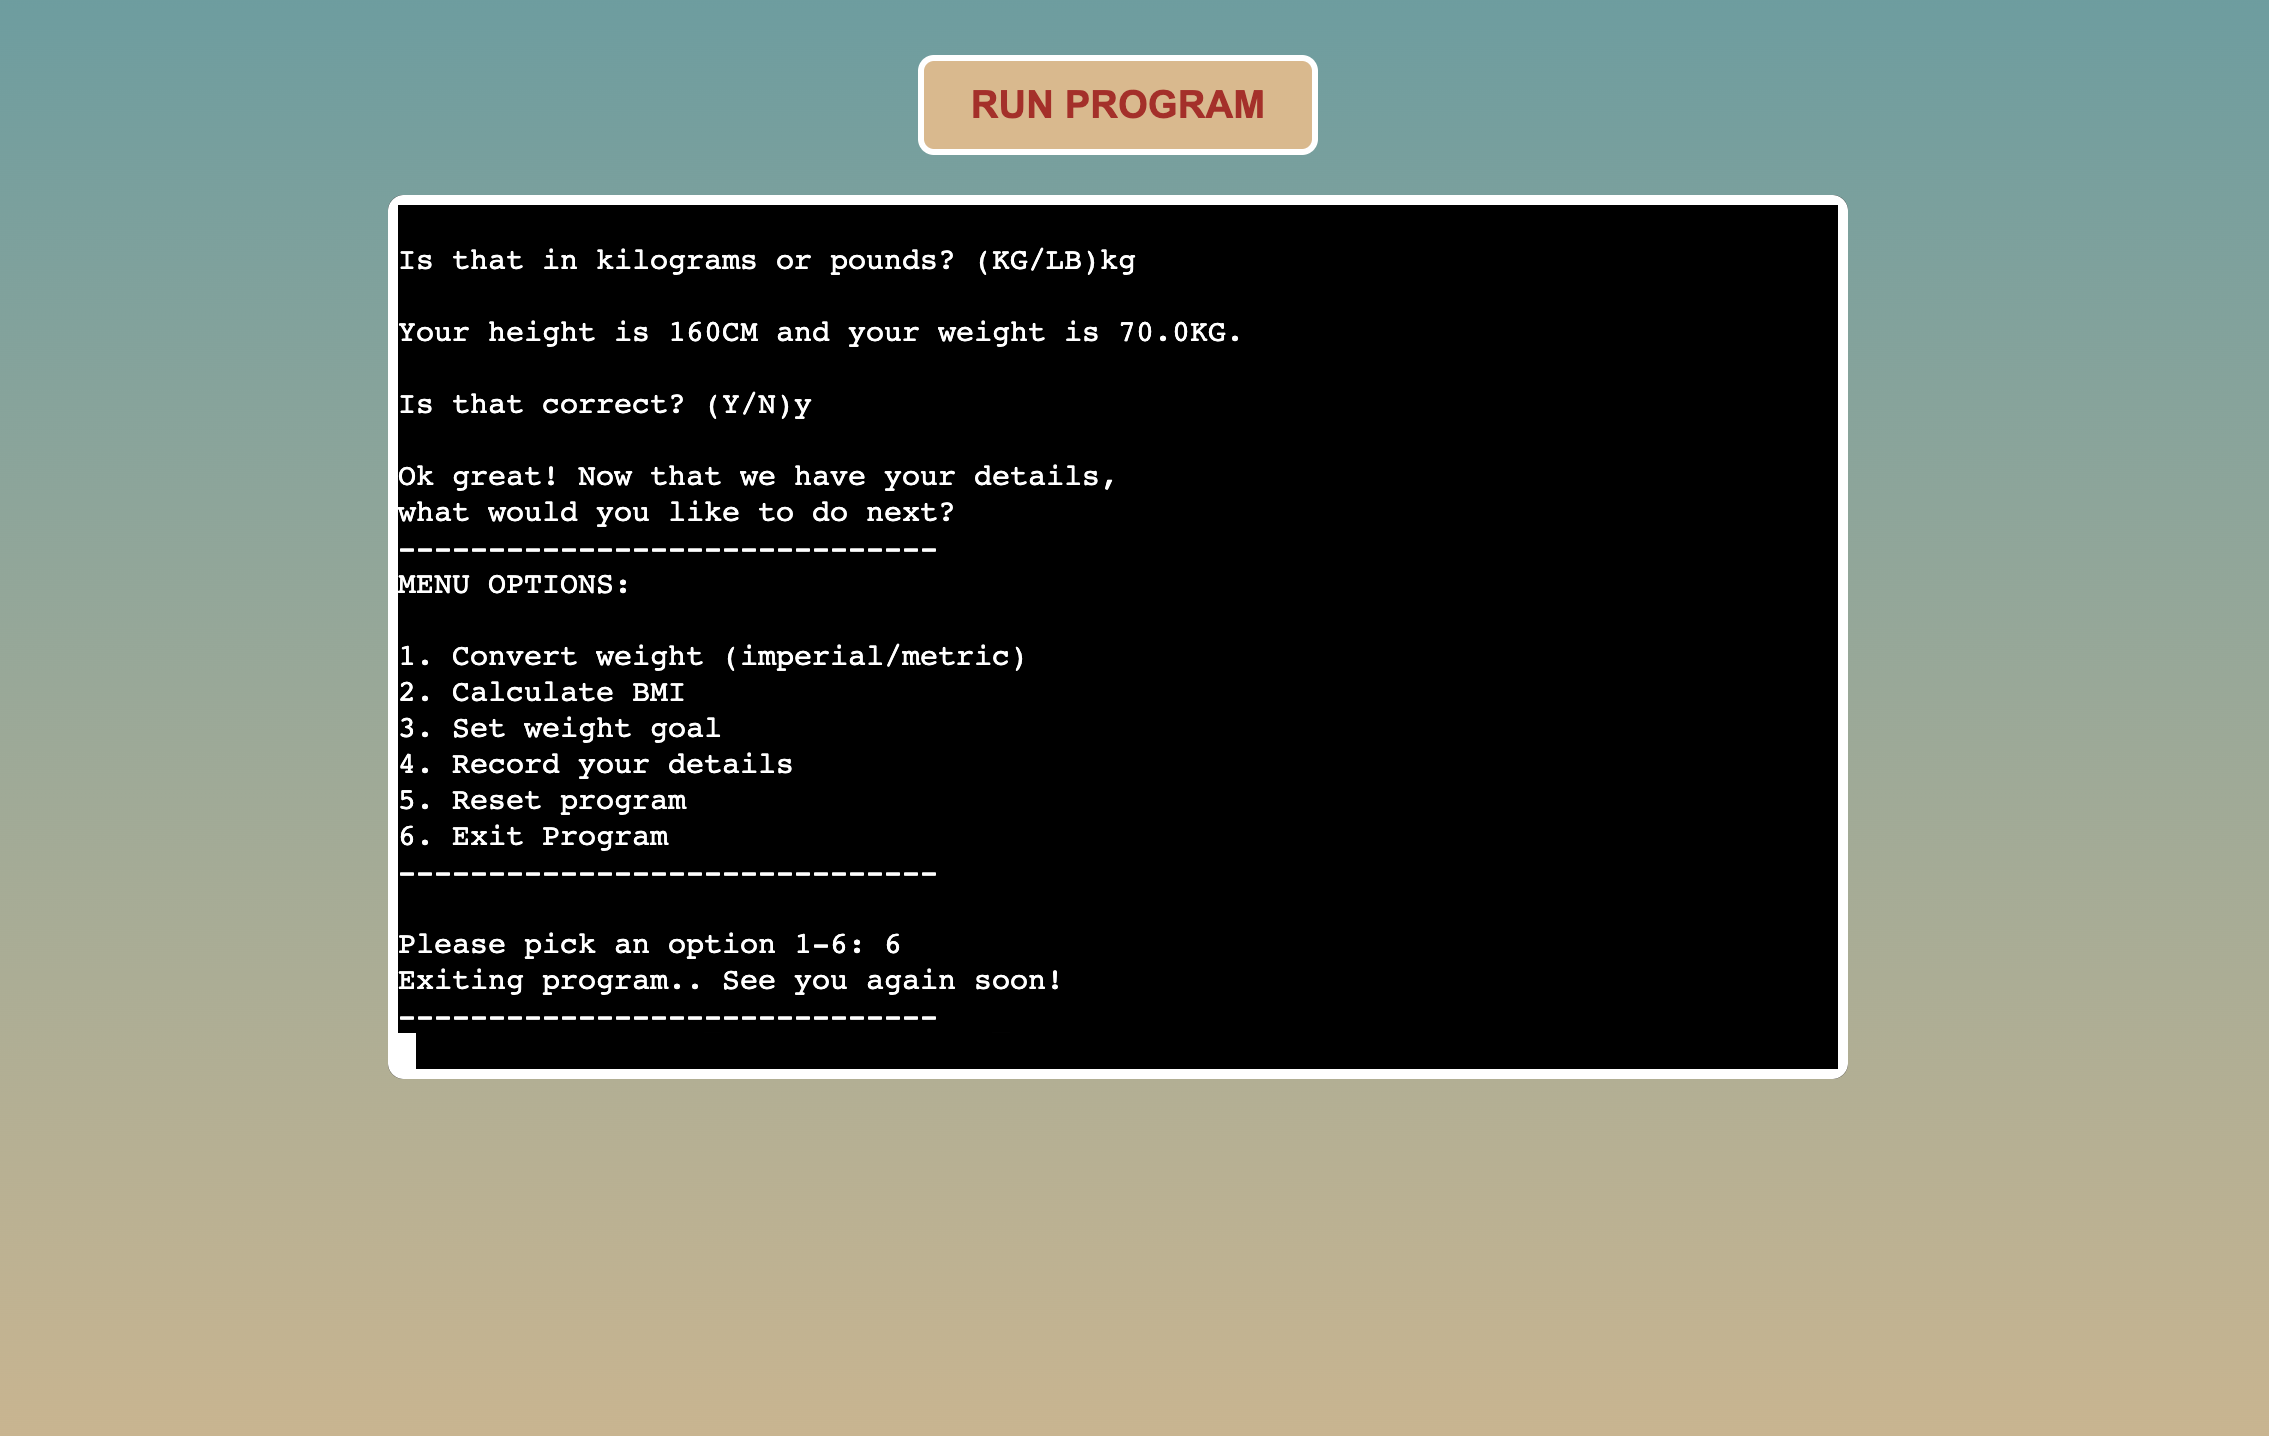 RUN PROGRAM
Is that in kilograms or pounds? (KG/LB)kg
Your height is 160CM and your weight is 70.0KG.
Is that correct? (Y/N)y
Ok great! Now that we have your details,
what would you like to do next?
------------------------------
MENU OPTIONS:
1. Convert weight (imperial/metric)
2. Calculate BMI
3. Set weight goal
4. Record your details
5. Reset program
6. Exit Program
------------------------------
Please pick an option 1-6: 6
Exiting program.. See you again soon!
------------------------------